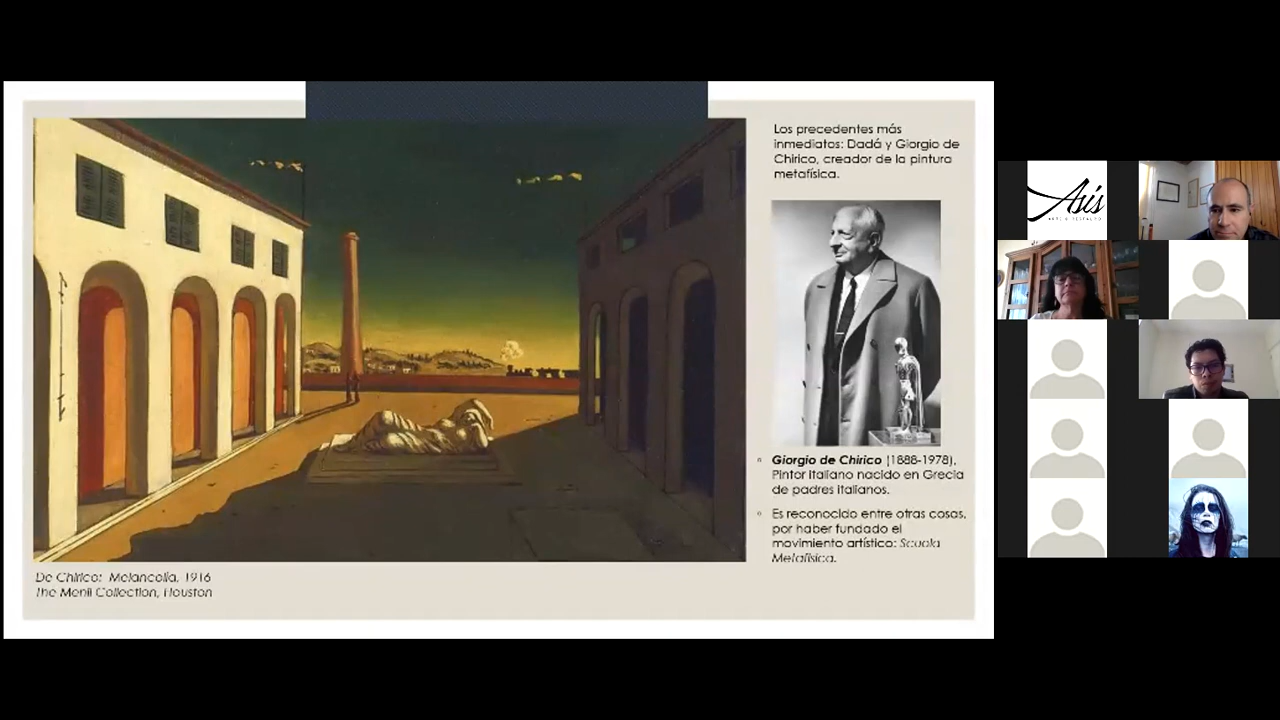 Los precedentes más
inmediatos: Dadá y Giorgio de
Chirico, creador de la pintura
metafísica.
Giorgio de Chirico (1888-1978),
Pintor italiano nacido en Grecia
de padres italianos.
Es reconocido entre otras cosas,
por haber fundado el
movimiento artístico: Scuola
Metafisica.
De Chirico: Melancolía, 1916
The Menil Collection, Houston
Asis